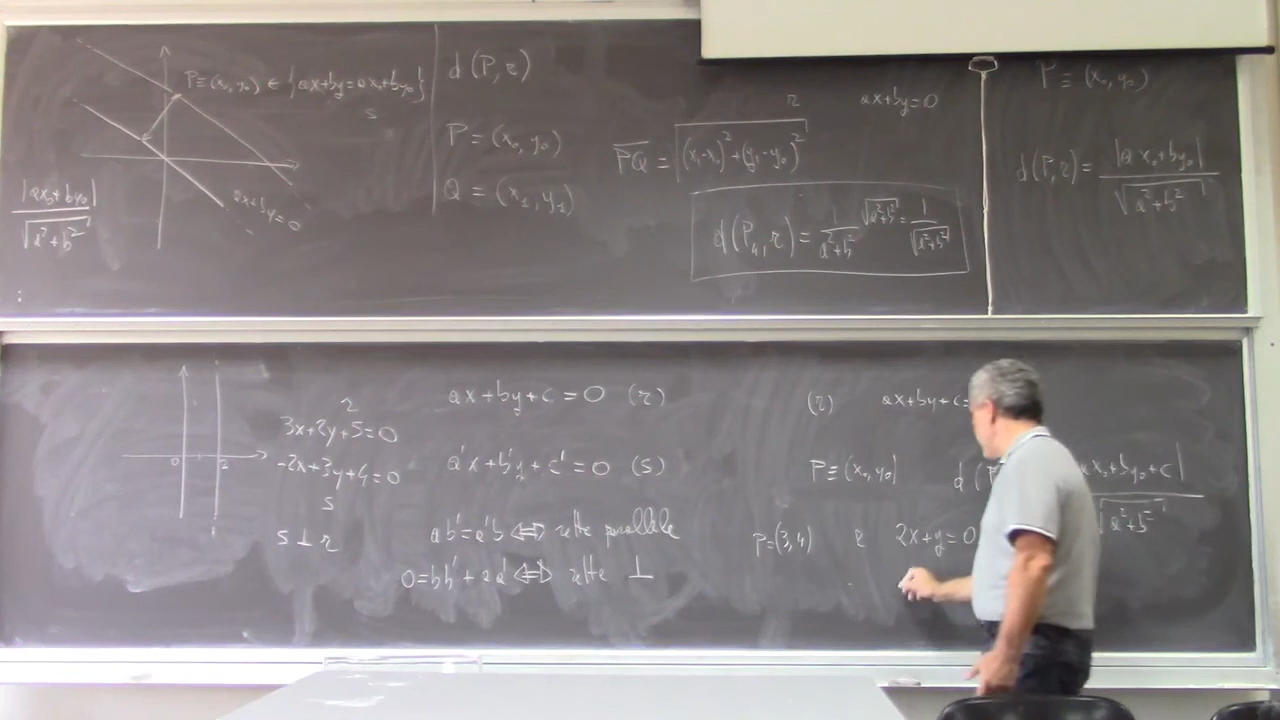 P≡(x₀, y₀) ∈ {ax+by=ax₀+by₀}
s
|ax₀+by₀|
√(a²+b²)
ax+by=0
d(P, r)
P = (x₀, y₀)
Q = (x₁, y₁)
r ax+by=0
PQ = √((x₁-x₀)²+(y₁-y₀)²)
d(P₁, r) = 1/(a²+b²) √(a²+b²) = 1/√(a²+b²)
P ≡ (x₀, y₀)
d(P, r) = |ax₀+by₀|/√(a²+b²)
0 2
r
3x+2y+5=0
-2x+3y+4=0
s
s ⊥ r
ax+by+c=0 (r)
a'x+b'y+c'=0 (s)
ab'=a'b ⟺ rette parallele
0=bb'+aa' ⟺ rette ⊥
(r) ax+by+c=
P≡(x₀, y₀) d(P ax₀+by₀+c|
√(a²+b²)
P=(3,4) r 2x+y=0